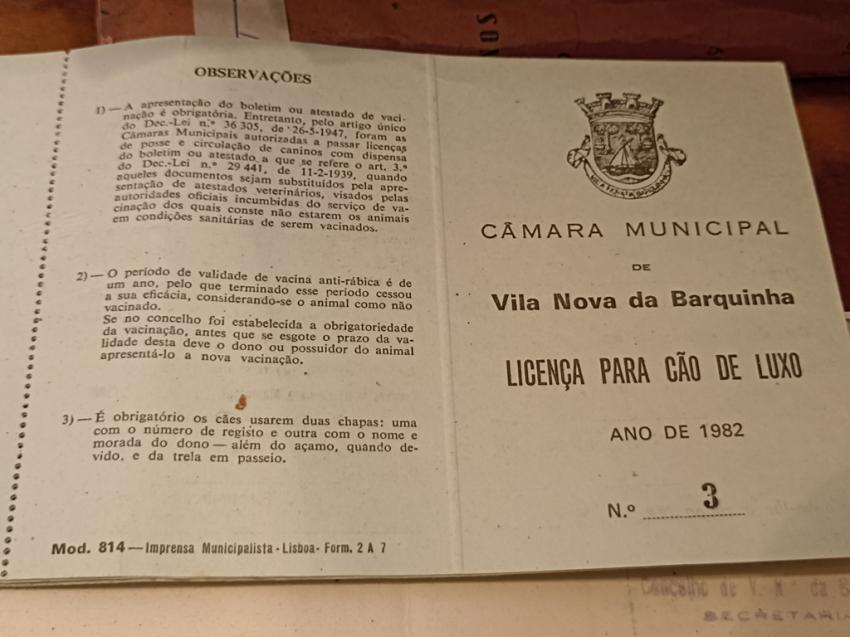 OBSERVAÇÕES
1) — A apresentação do boletim ou atestado de vaci-
nação é obrigatória. Entretanto, pelo artigo único
do Dec.-Lei n.º 36 305, de 26-5-1947, foram as
Câmaras Municipais autorizadas a passar licenças
de posse e circulação de caninos com dispensa
do boletim ou atestado a que se refere o art. 3.º
do Dec.-Lei n.º 29 441, de 11-2-1939, quando
aqueles documentos sejam substituídos pela apre-
sentação de atestados veterinários, visados pelas
autoridades oficiais incumbidas do serviço de va-
cinação dos quais conste não estarem os animais
em condições sanitárias de serem vacinados.
2) — O período de validade de vacina anti-rábica é de
um ano, pelo que terminado esse período cessou
a sua eficácia, considerando-se o animal como não
vacinado.
Se no concelho foi estabelecida a obrigatoriedade
da vacinação, antes que se esgote o prazo da va-
lidade desta deve o dono ou possuidor do animal
apresentá-lo a nova vacinação.
3) — É obrigatório os cães usarem duas chapas: uma
com o número de registo e outra com o nome e
morada do dono — além do açamo, quando de-
vido, e da trela em passeio.
Mod. 814 — Imprensa Municipalista - Lisboa - Form. 2 A 7
CÂMARA MUNICIPAL
DE
Vila Nova da Barquinha
LICENÇA PARA CÃO DE LUXO
ANO DE 1982
N.º 3
Concelho de V. N.ª da B
SECRETARIA